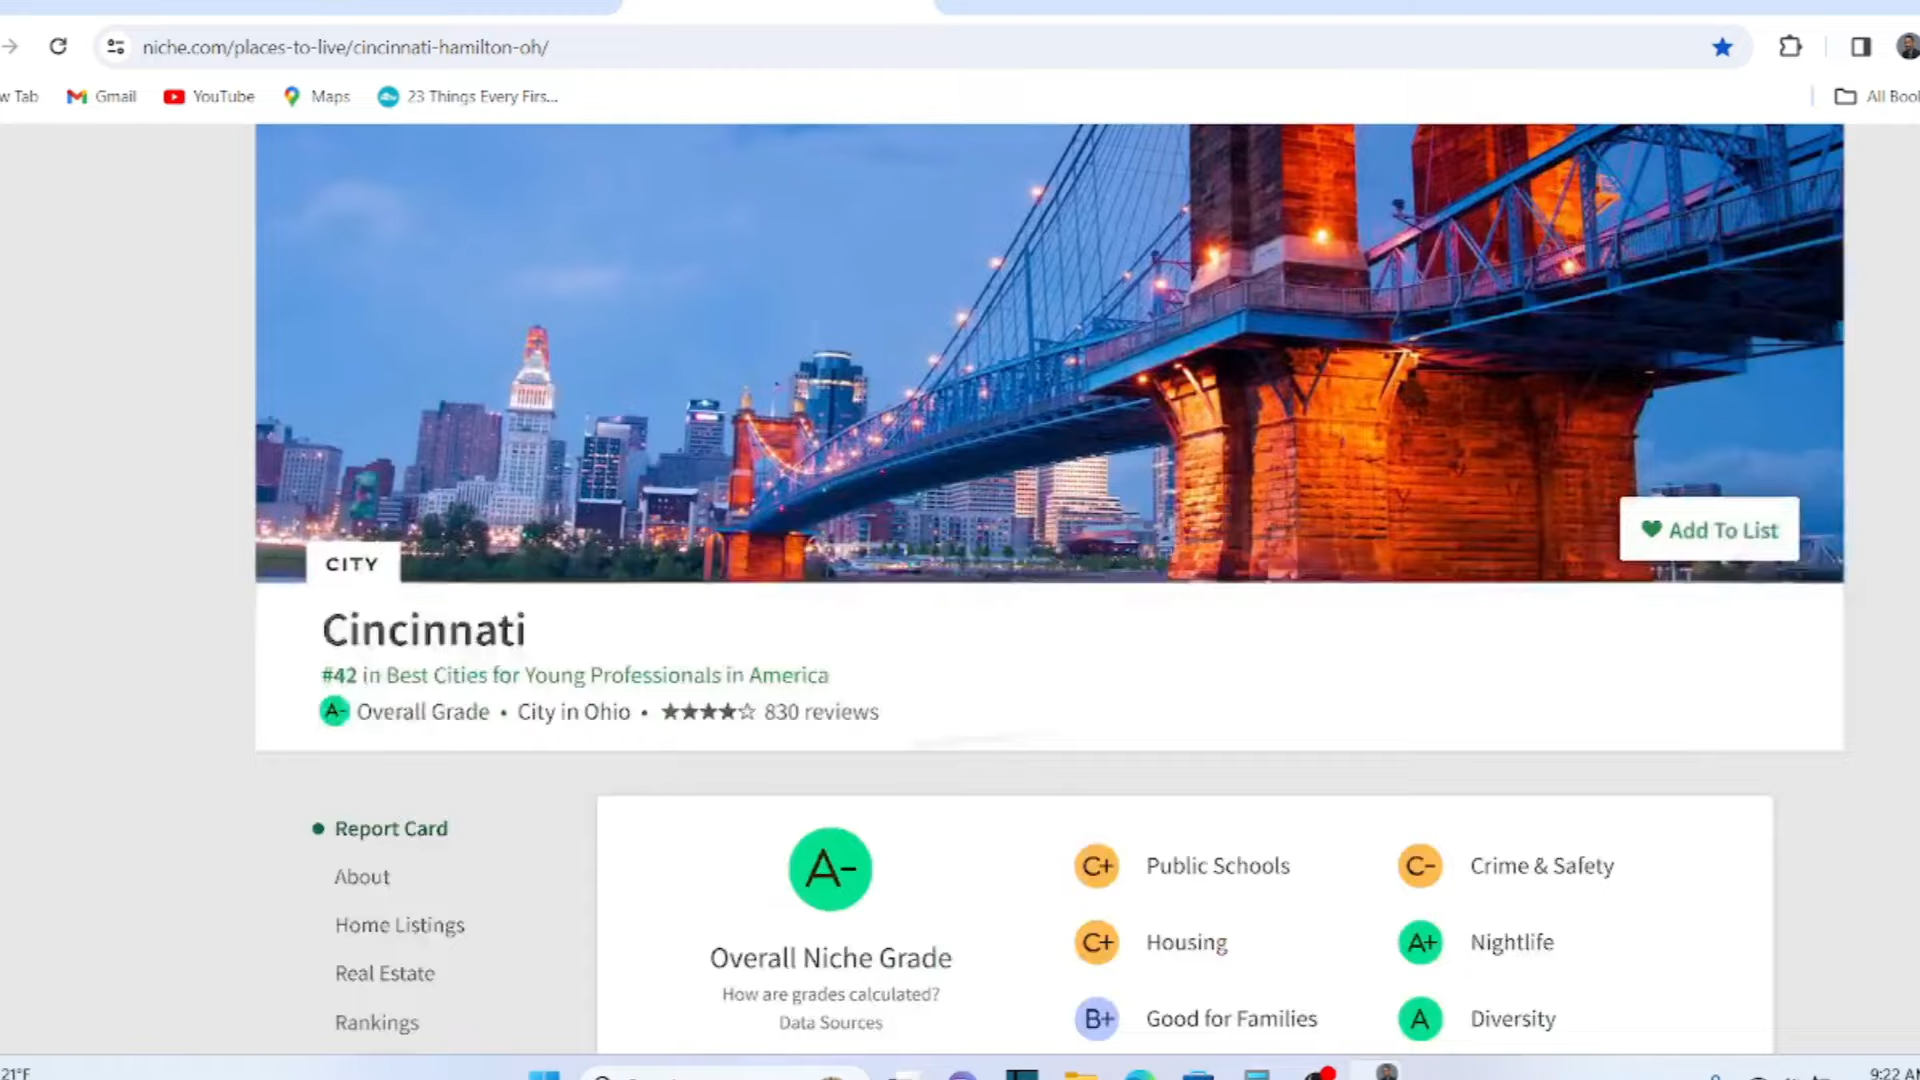 niche.com/places-to-live/cincinnati-hamilton-oh/
w Tab
Gmail
YouTube
Maps
23 Things Every Firs...
All Bool
CITY
Add To List
Cincinnati
#42 in Best Cities for Young Professionals in America
A- Overall Grade • City in Ohio • ★★★★☆ 830 reviews
Report Card
About
Home Listings
Real Estate
Rankings
A-
Overall Niche Grade
How are grades calculated?
Data Sources
C+ Public Schools
C- Crime & Safety
C+ Housing
A+ Nightlife
B+ Good for Families
A Diversity
21°F
9:22 AM